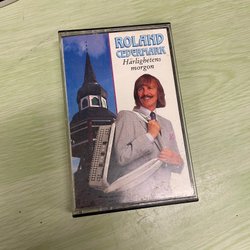 ROLAND
CEDERMARK
Härlighetens
morgon